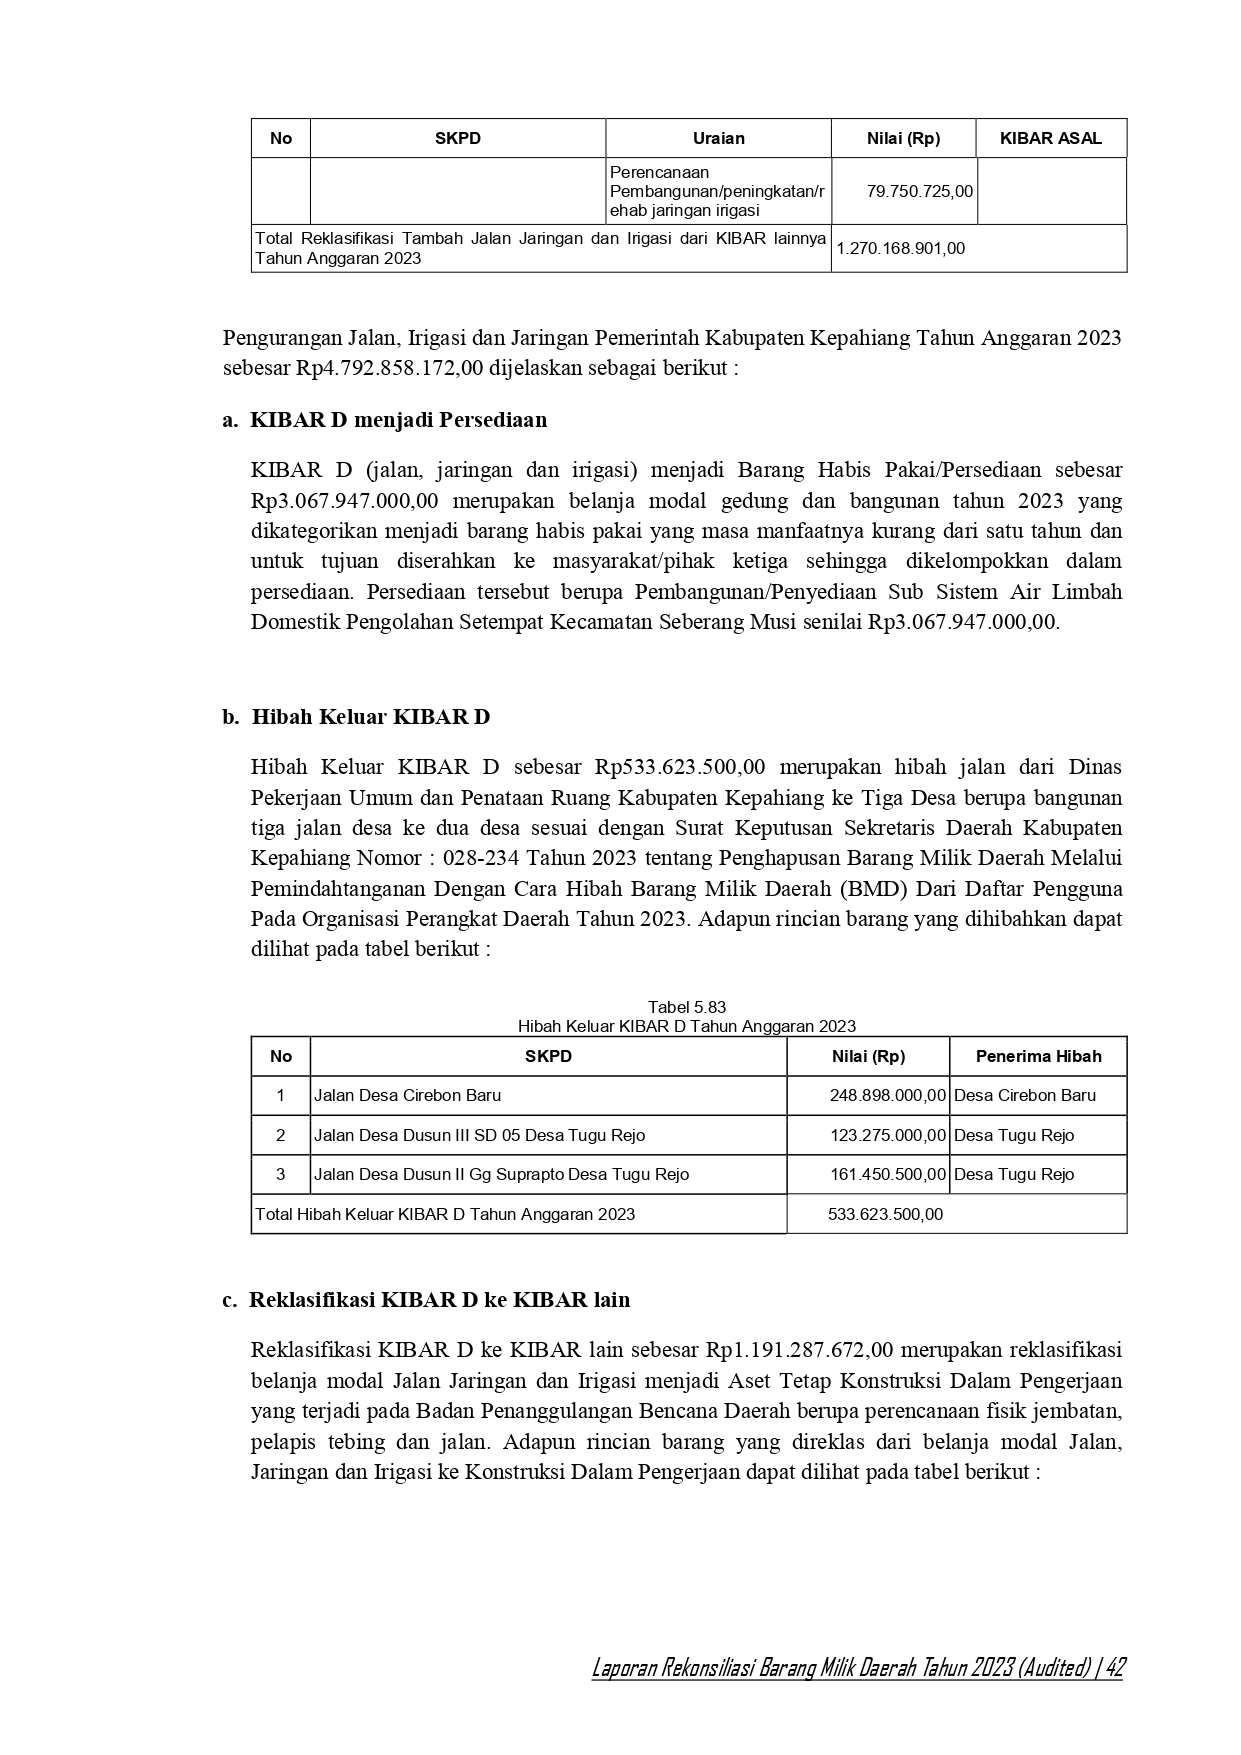 No SKPD Uraian Nilai (Rp) KIBAR ASAL
Perencanaan
Pembangunan/peningkatan/r
ehab jaringan irigasi
79.750.725,00
Total Reklasifikasi Tambah Jalan Jaringan dan Irigasi dari KIBAR lainnya
Tahun Anggaran 2023
1.270.168.901,00
Pengurangan Jalan, Irigasi dan Jaringan Pemerintah Kabupaten Kepahiang Tahun Anggaran 2023
sebesar Rp4.792.858.172,00 dijelaskan sebagai berikut :
a. KIBAR D menjadi Persediaan
KIBAR D (jalan, jaringan dan irigasi) menjadi Barang Habis Pakai/Persediaan sebesar
Rp3.067.947.000,00 merupakan belanja modal gedung dan bangunan tahun 2023 yang
dikategorikan menjadi barang habis pakai yang masa manfaatnya kurang dari satu tahun dan
untuk tujuan diserahkan ke masyarakat/pihak ketiga sehingga dikelompokkan dalam
persediaan. Persediaan tersebut berupa Pembangunan/Penyediaan Sub Sistem Air Limbah
Domestik Pengolahan Setempat Kecamatan Seberang Musi senilai Rp3.067.947.000,00.
b. Hibah Keluar KIBAR D
Hibah Keluar KIBAR D sebesar Rp533.623.500,00 merupakan hibah jalan dari Dinas
Pekerjaan Umum dan Penataan Ruang Kabupaten Kepahiang ke Tiga Desa berupa bangunan
tiga jalan desa ke dua desa sesuai dengan Surat Keputusan Sekretaris Daerah Kabupaten
Kepahiang Nomor : 028-234 Tahun 2023 tentang Penghapusan Barang Milik Daerah Melalui
Pemindahtanganan Dengan Cara Hibah Barang Milik Daerah (BMD) Dari Daftar Pengguna
Pada Organisasi Perangkat Daerah Tahun 2023. Adapun rincian barang yang dihibahkan dapat
dilihat pada tabel berikut :
Tabel 5.83
Hibah Keluar KIBAR D Tahun Anggaran 2023
No SKPD Nilai (Rp) Penerima Hibah
1 Jalan Desa Cirebon Baru 248.898.000,00 Desa Cirebon Baru
2 Jalan Desa Dusun III SD 05 Desa Tugu Rejo 123.275.000,00 Desa Tugu Rejo
3 Jalan Desa Dusun II Gg Suprapto Desa Tugu Rejo 161.450.500,00 Desa Tugu Rejo
Total Hibah Keluar KIBAR D Tahun Anggaran 2023 533.623.500,00
c. Reklasifikasi KIBAR D ke KIBAR lain
Reklasifikasi KIBAR D ke KIBAR lain sebesar Rp1.191.287.672,00 merupakan reklasifikasi
belanja modal Jalan Jaringan dan Irigasi menjadi Aset Tetap Konstruksi Dalam Pengerjaan
yang terjadi pada Badan Penanggulangan Bencana Daerah berupa perencanaan fisik jembatan,
pelapis tebing dan jalan. Adapun rincian barang yang direklas dari belanja modal Jalan,
Jaringan dan Irigasi ke Konstruksi Dalam Pengerjaan dapat dilihat pada tabel berikut :
Laporan Rekonsiliasi Barang Milik Daerah Tahun 2023 (Audited) | 42